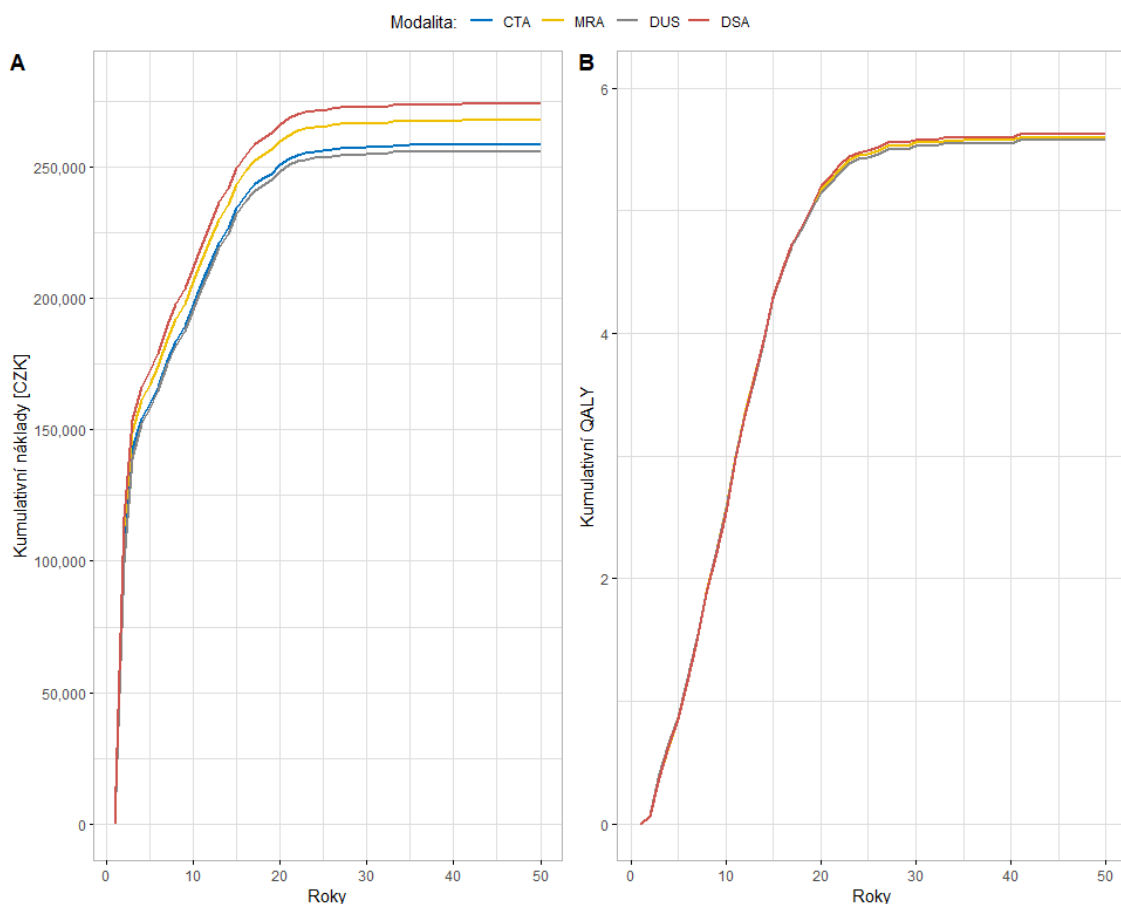 Modalita: CTA MRA DUS DSA
A
Kumulativní náklady [CZK]
250,000
200,000
150,000
100,000
50,000
0
0 10 20 30 40 50
Roky
B
Kumulativní QALY
6
4
2
0
0 10 20 30 40 50
Roky